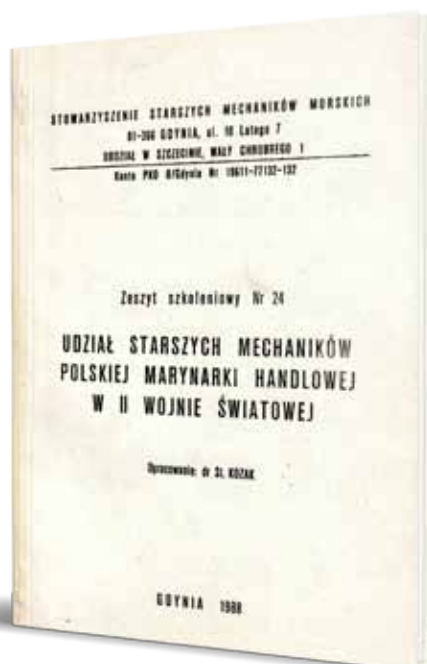 STOWARZYSZENIE STARSZYCH MECHANIKÓW MORSKICH
81-366 GDYNIA, ul. 10 Lutego 7
ODDZIAŁ W SZCZECINIE, WAŁY CHROBREGO 1
Konto PKO II/Gdynia Nr 19611-77132-132
Zeszyt szkoleniowy Nr 24
UDZIAŁ STARSZYCH MECHANIKÓW
POLSKIEJ MARYNARKI HANDLOWEJ
W II WOJNIE ŚWIATOWEJ
Opracowanie: dr St. KOZAK
GDYNIA 1988